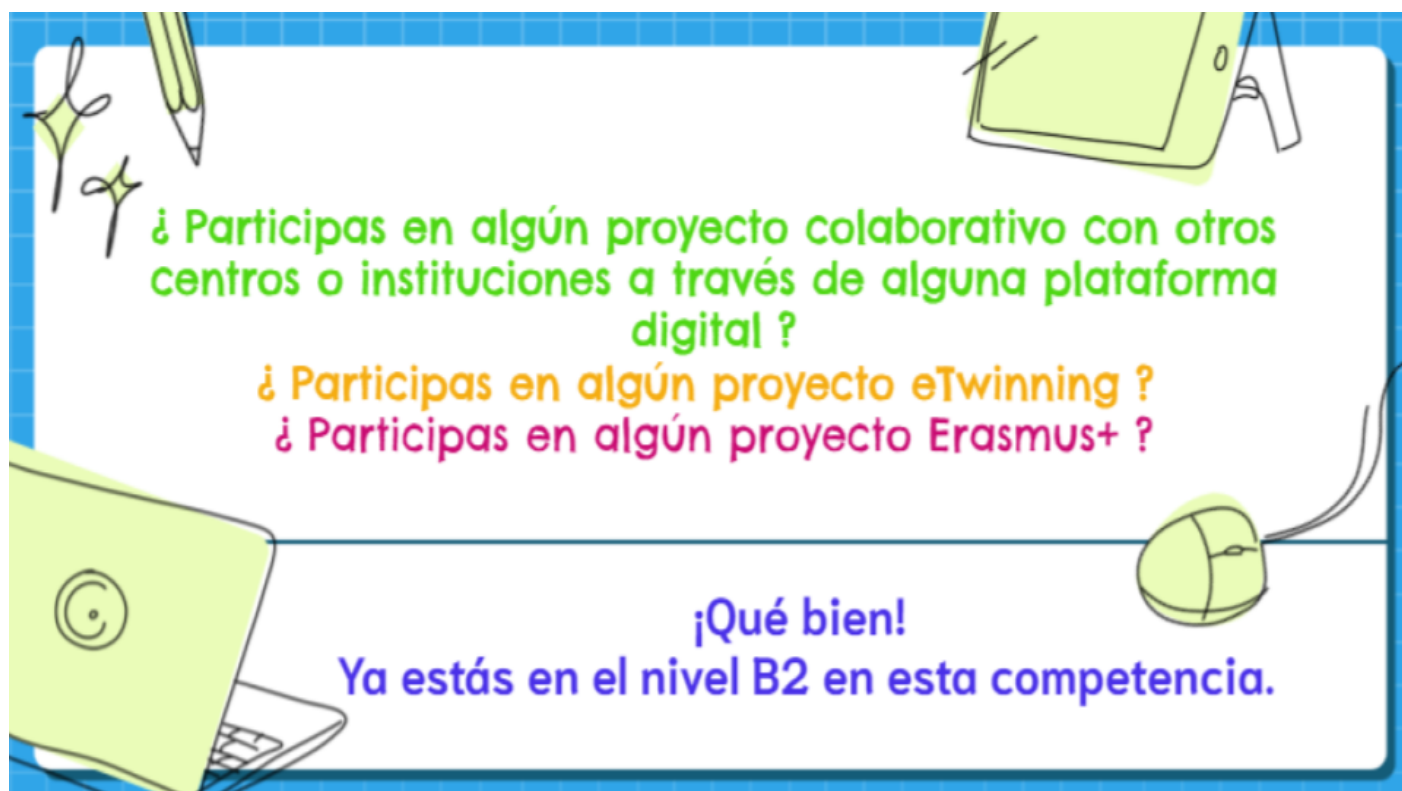 ¿ Participas en algún proyecto colaborativo con otros
centros o instituciones a través de alguna plataforma
digital ?
¿ Participas en algún proyecto eTwinning ?
¿ Participas en algún proyecto Erasmus+ ?
¡Qué bien!
Ya estás en el nivel B2 en esta competencia.